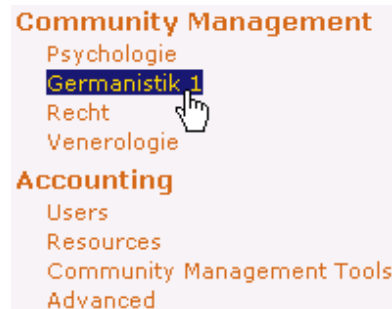 Community Management
Psychologie
Germanistik 1
Recht
Venerologie
Accounting
Users
Resources
Community Management Tools
Advanced